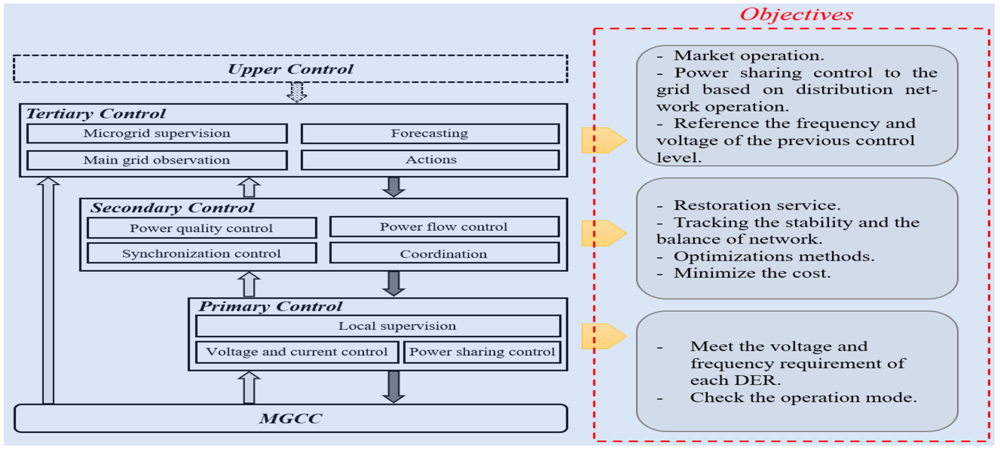 Objectives
Upper Control
Tertiary Control
Microgrid supervision
Forecasting
Main grid observation
Actions
Secondary Control
Power quality control
Power flow control
Synchronization control
Coordination
Primary Control
Local supervision
Voltage and current control
Power sharing control
MGCC
- Market operation.
- Power sharing control to the
grid based on distribution net-
work operation.
- Reference the frequency and
voltage of the previous control
level.
- Restoration service.
- Tracking the stability and the
balance of network.
- Optimizations methods.
- Minimize the cost.
- Meet the voltage and
frequency requirement of
each DER.
- Check the operation mode.